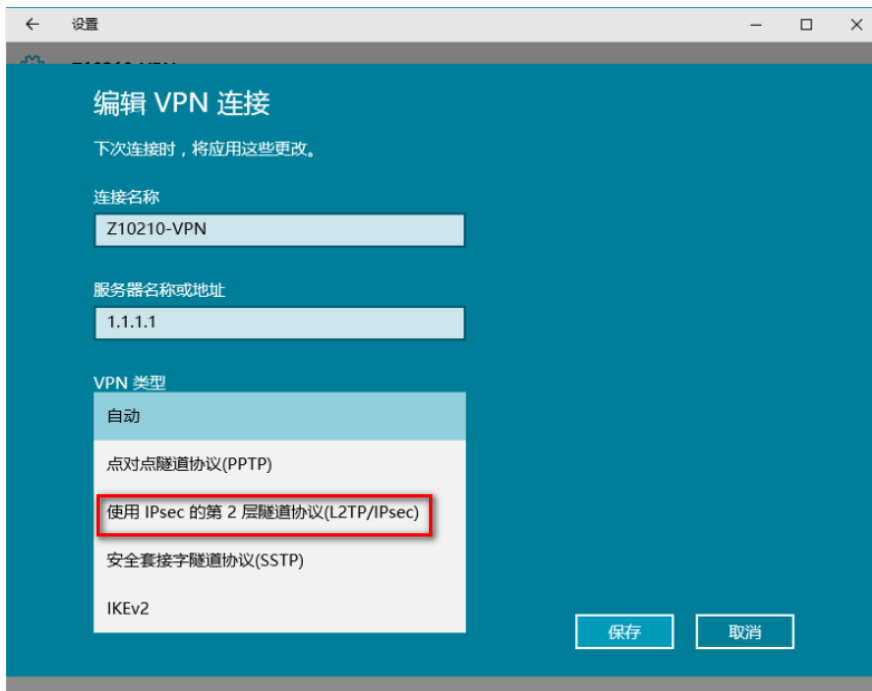 设置
编辑 VPN 连接
下次连接时，将应用这些更改。
连接名称
Z10210-VPN
服务器名称或地址
1.1.1.1
VPN 类型
自动
点对点隧道协议(PPTP)
使用 IPsec 的第 2 层隧道协议(L2TP/IPsec)
安全套接字隧道协议(SSTP)
IKEv2
保存
取消